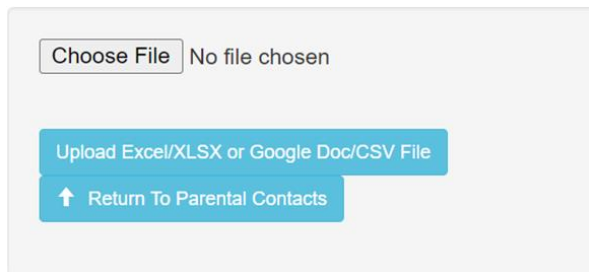 Choose File No file chosen
Upload Excel/XLSX or Google Doc/CSV File
Return To Parental Contacts